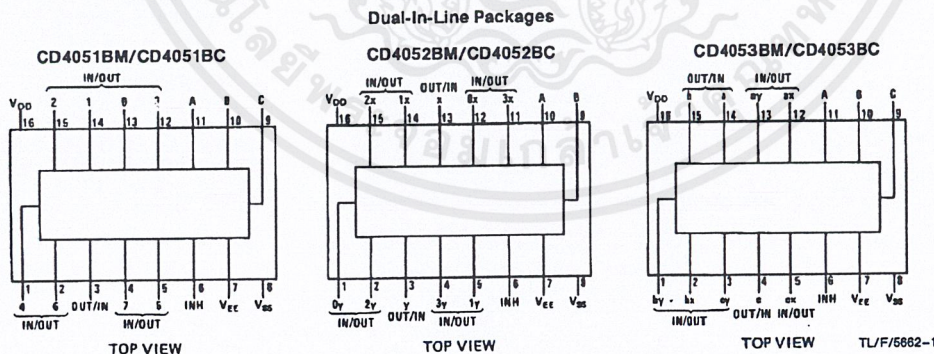 Dual-In-Line Packages
CD4051BM/CD4051BC
IN/OUT
VDD 2 1 0 3 A B C
16 15 14 13 12 11 10 9
1 2 3 4 5 6 7 8
4 6 OUT/IN 7 5 INH VEE VSS
IN/OUT IN/OUT
TOP VIEW
CD4052BM/CD4052BC
IN/OUT OUT/IN IN/OUT
VDD 2x 1x x 0x 3x A B
16 15 14 13 12 11 10 9
1 2 3 4 5 6 7 8
0Y 2Y Y 3Y 1Y INH VEE VSS
IN/OUT OUT/IN IN/OUT
TOP VIEW
CD4053BM/CD4053BC
OUT/IN IN/OUT
VDD b a ay ax A B C
16 15 14 13 12 11 10 9
1 2 3 4 5 6 7 8
by bx cy c cx INH VEE VSS
IN/OUT OUT/IN IN/OUT
TOP VIEW
TL/F/5662-1